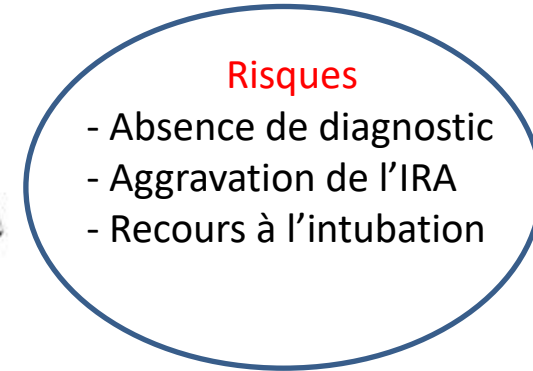 Risques
- Absence de diagnostic
- Aggravation de l’IRA
- Recours à l’intubation